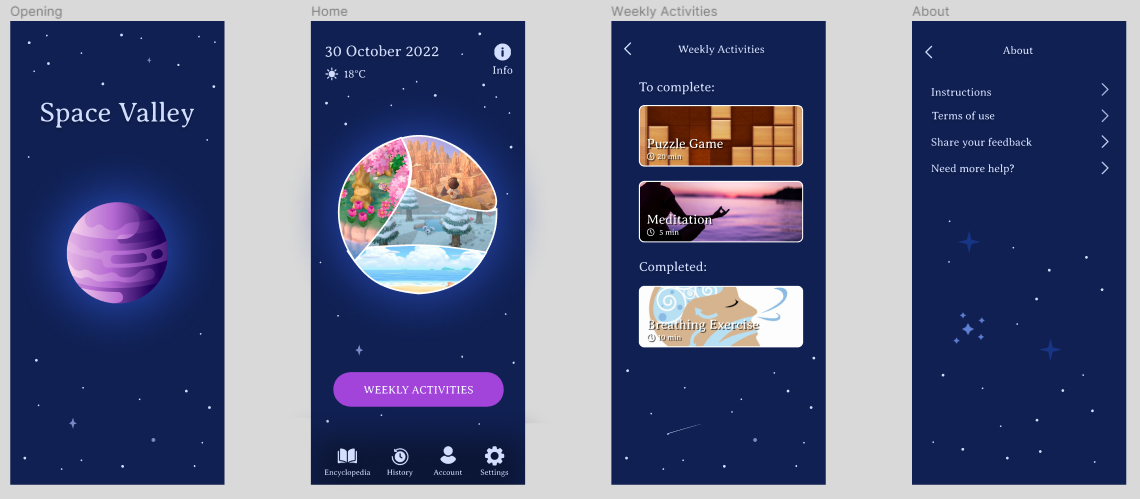 Opening
Space Valley
Home
30 October 2022
18°C
Info
WEEKLY ACTIVITIES
Encyclopedia
History
Account
Settings
Weekly Activities
Weekly Activities
To complete:
Puzzle Game
20 min
Meditation
5 min
Completed:
Breathing Exercise
10 min
About
About
Instructions
Terms of use
Share your feedback
Need more help?